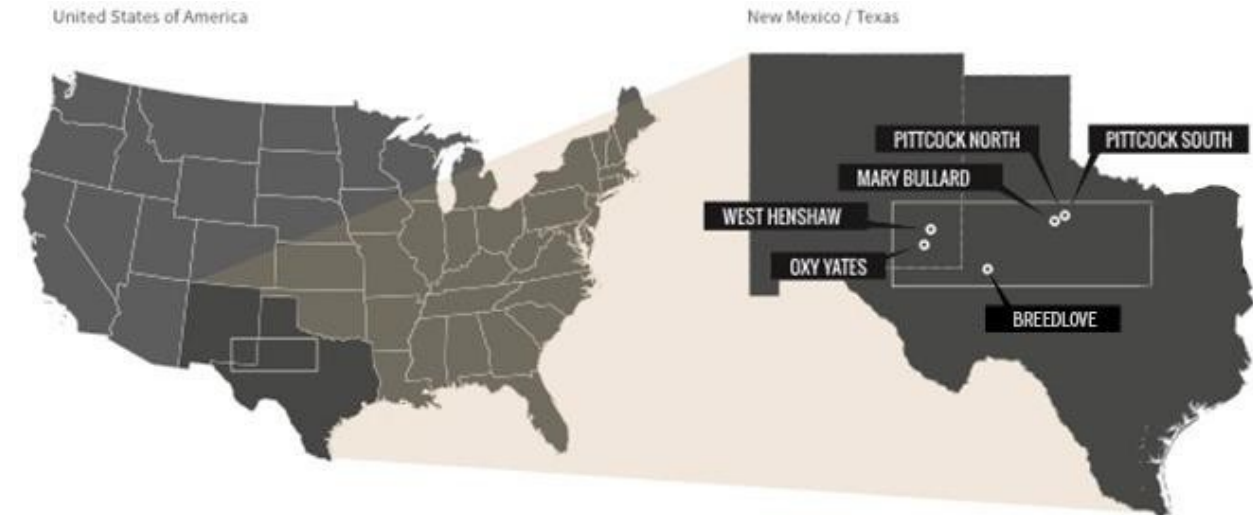 United States of America
New Mexico / Texas
PITTCOCK NORTH
PITTCOCK SOUTH
MARY BULLARD
WEST HENSHAW
OXY YATES
BREEDLOVE